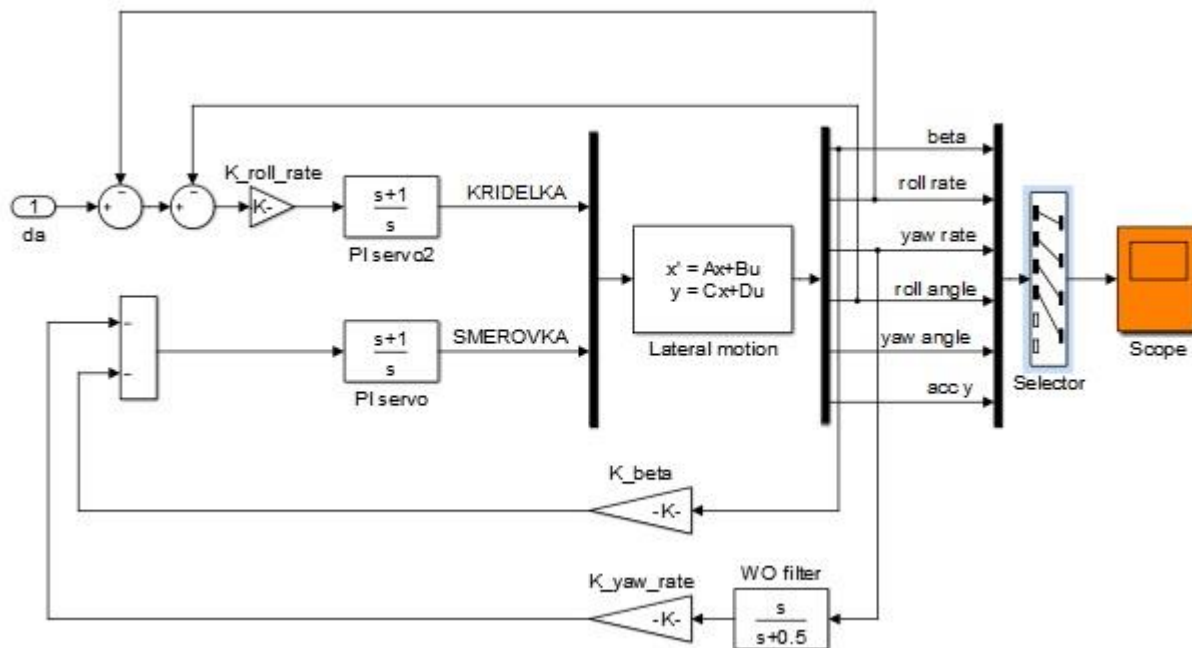 beta
K_roll_rate
roll rate
K-
s+1
s
KRIDELKA
1
da
PI servo2
yaw rate
x' = Ax+Bu
y = Cx+Du
roll angle
s+1
s
SMEROVKA
Lateral motion
yaw angle
Scope
PI servo
Selector
acc y
K_beta
-K-
K_yaw_rate
WO filter
-K-
s
s+0.5